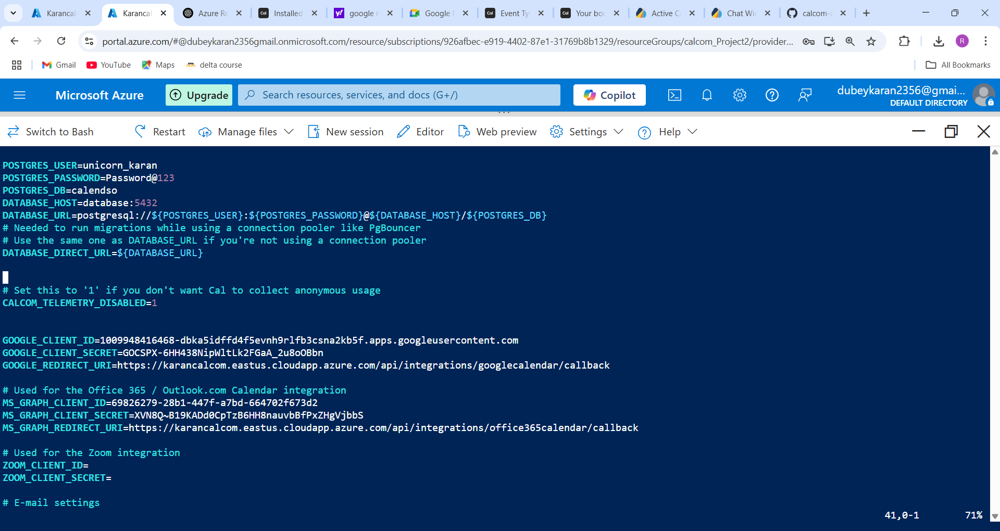 Karancal
Karancal
Azure Re
Installed
google r
Google
Event Ty
Your boo
Active C
Chat Wi
calcom-
portal.azure.com/#@dubeykaran2356gmail.onmicrosoft.com/resource/subscriptions/926afbec-e919-4402-87e1-31769b8b1329/resourceGroups/calcom_Project2/provider...
R
Gmail
YouTube
Maps
delta course
All Bookmarks
Microsoft Azure
Upgrade
Search resources, services, and docs (G+/)
Copilot
dubeykaran2356@gmai...
DEFAULT DIRECTORY
Switch to Bash
Restart
Manage files
New session
Editor
Web preview
Settings
Help
POSTGRES_USER=unicorn_karan
POSTGRES_PASSWORD=Password@123
POSTGRES_DB=calendso
DATABASE_HOST=database:5432
DATABASE_URL=postgresql://${POSTGRES_USER}:${POSTGRES_PASSWORD}@${DATABASE_HOST}/${POSTGRES_DB}
# Needed to run migrations while using a connection pooler like PgBouncer
# Use the same one as DATABASE_URL if you're not using a connection pooler
DATABASE_DIRECT_URL=${DATABASE_URL}
# Set this to '1' if you don't want Cal to collect anonymous usage
CALCOM_TELEMETRY_DISABLED=1
GOOGLE_CLIENT_ID=1009948416468-dbka5idffd4f5evnh9rlfb3csna2kb5f.apps.googleusercontent.com
GOOGLE_CLIENT_SECRET=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
GOOGLE_REDIRECT_URI=https://karancalcom.eastus.cloudapp.azure.com/api/integrations/googlecalendar/callback
# Used for the Office 365 / Outlook.com Calendar integration
MS_GRAPH_CLIENT_ID=69826279-28b1-447f-a7bd-664702f673d2
MS_GRAPH_CLIENT_SECRET=XVN8Q~B19KADd0CpTzB6HH8nauvbBfPxZHgVjbbS
MS_GRAPH_REDIRECT_URI=https://karancalcom.eastus.cloudapp.azure.com/api/integrations/office365calendar/callback
# Used for the Zoom integration
ZOOM_CLIENT_ID=
ZOOM_CLIENT_SECRET=
# E-mail settings
41,0-1
71%